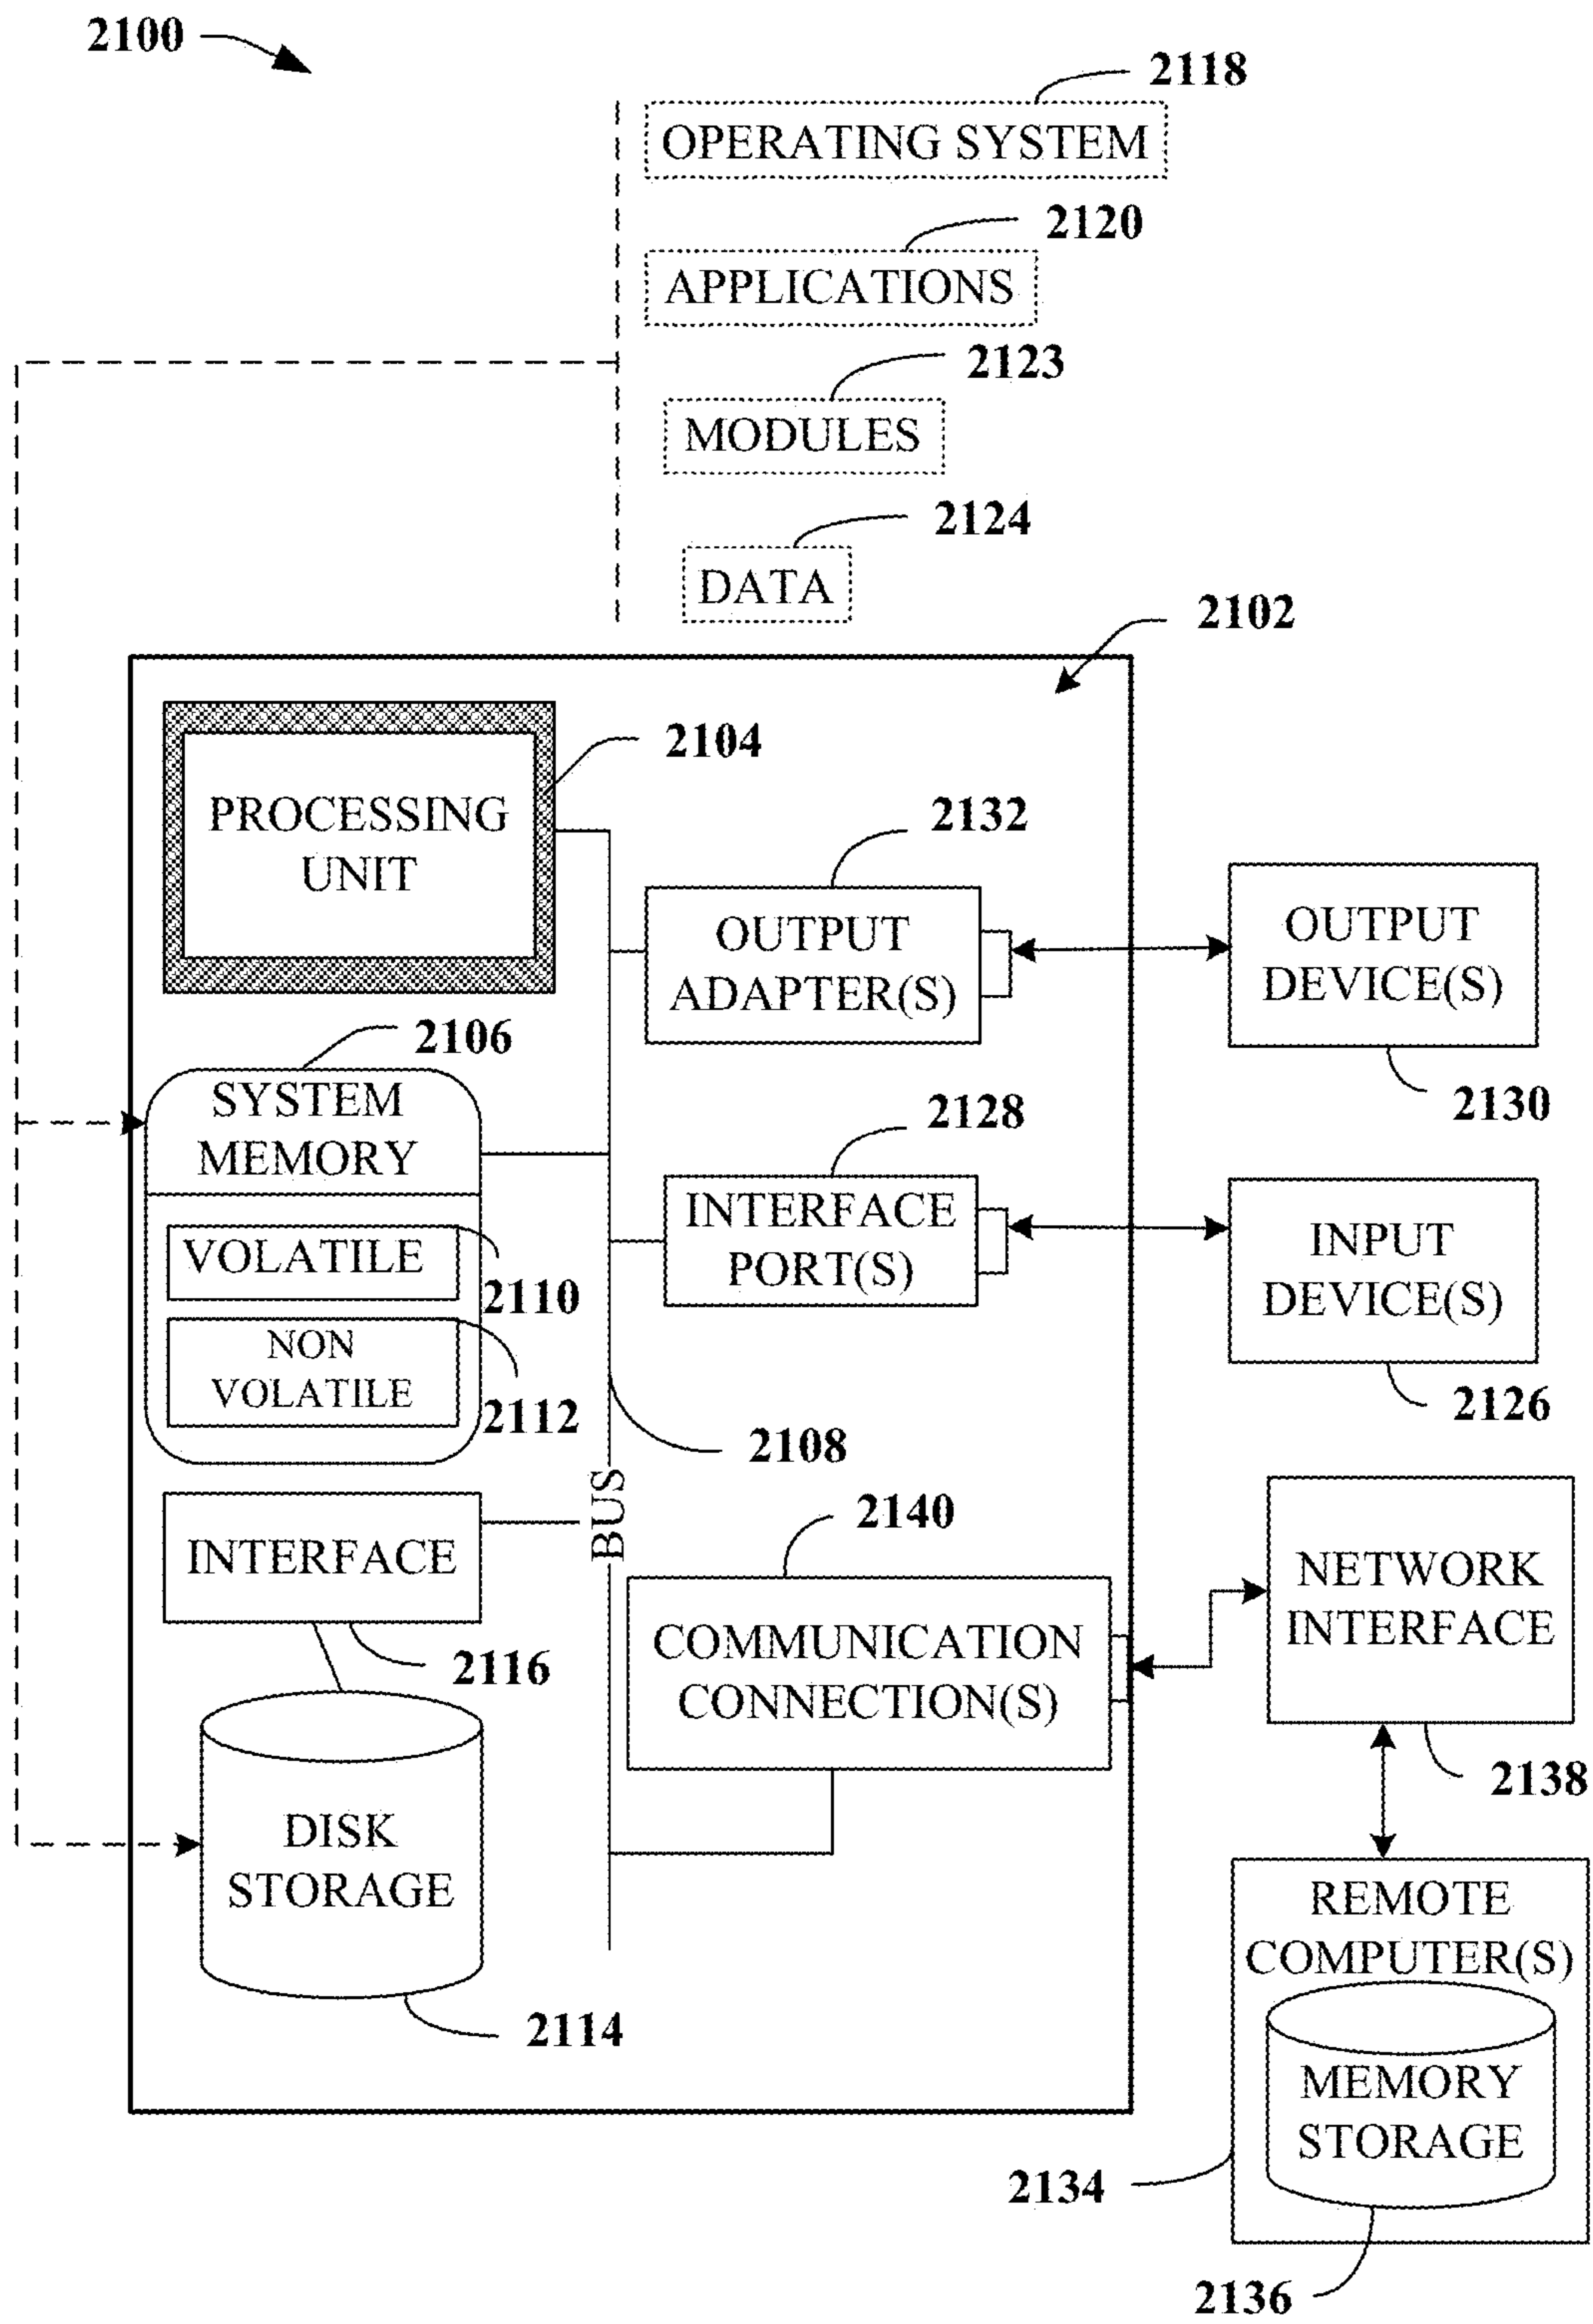 2100
2118
OPERATING SYSTEM
2120
APPLICATIONS
2123
MODULES
2124
DATA
2102
2104
PROCESSING
UNIT
2132
OUTPUT
ADAPTER(S)
OUTPUT
DEVICE(S)
2130
2106
SYSTEM
MEMORY
VOLATILE
2110
NON
VOLATILE
2112
2128
INTERFACE
PORT(S)
INPUT
DEVICE(S)
2126
2108
BUS
INTERFACE
2116
2140
COMMUNICATION
CONNECTION(S)
NETWORK
INTERFACE
2138
DISK
STORAGE
2114
REMOTE
COMPUTER(S)
MEMORY
STORAGE
2134
2136